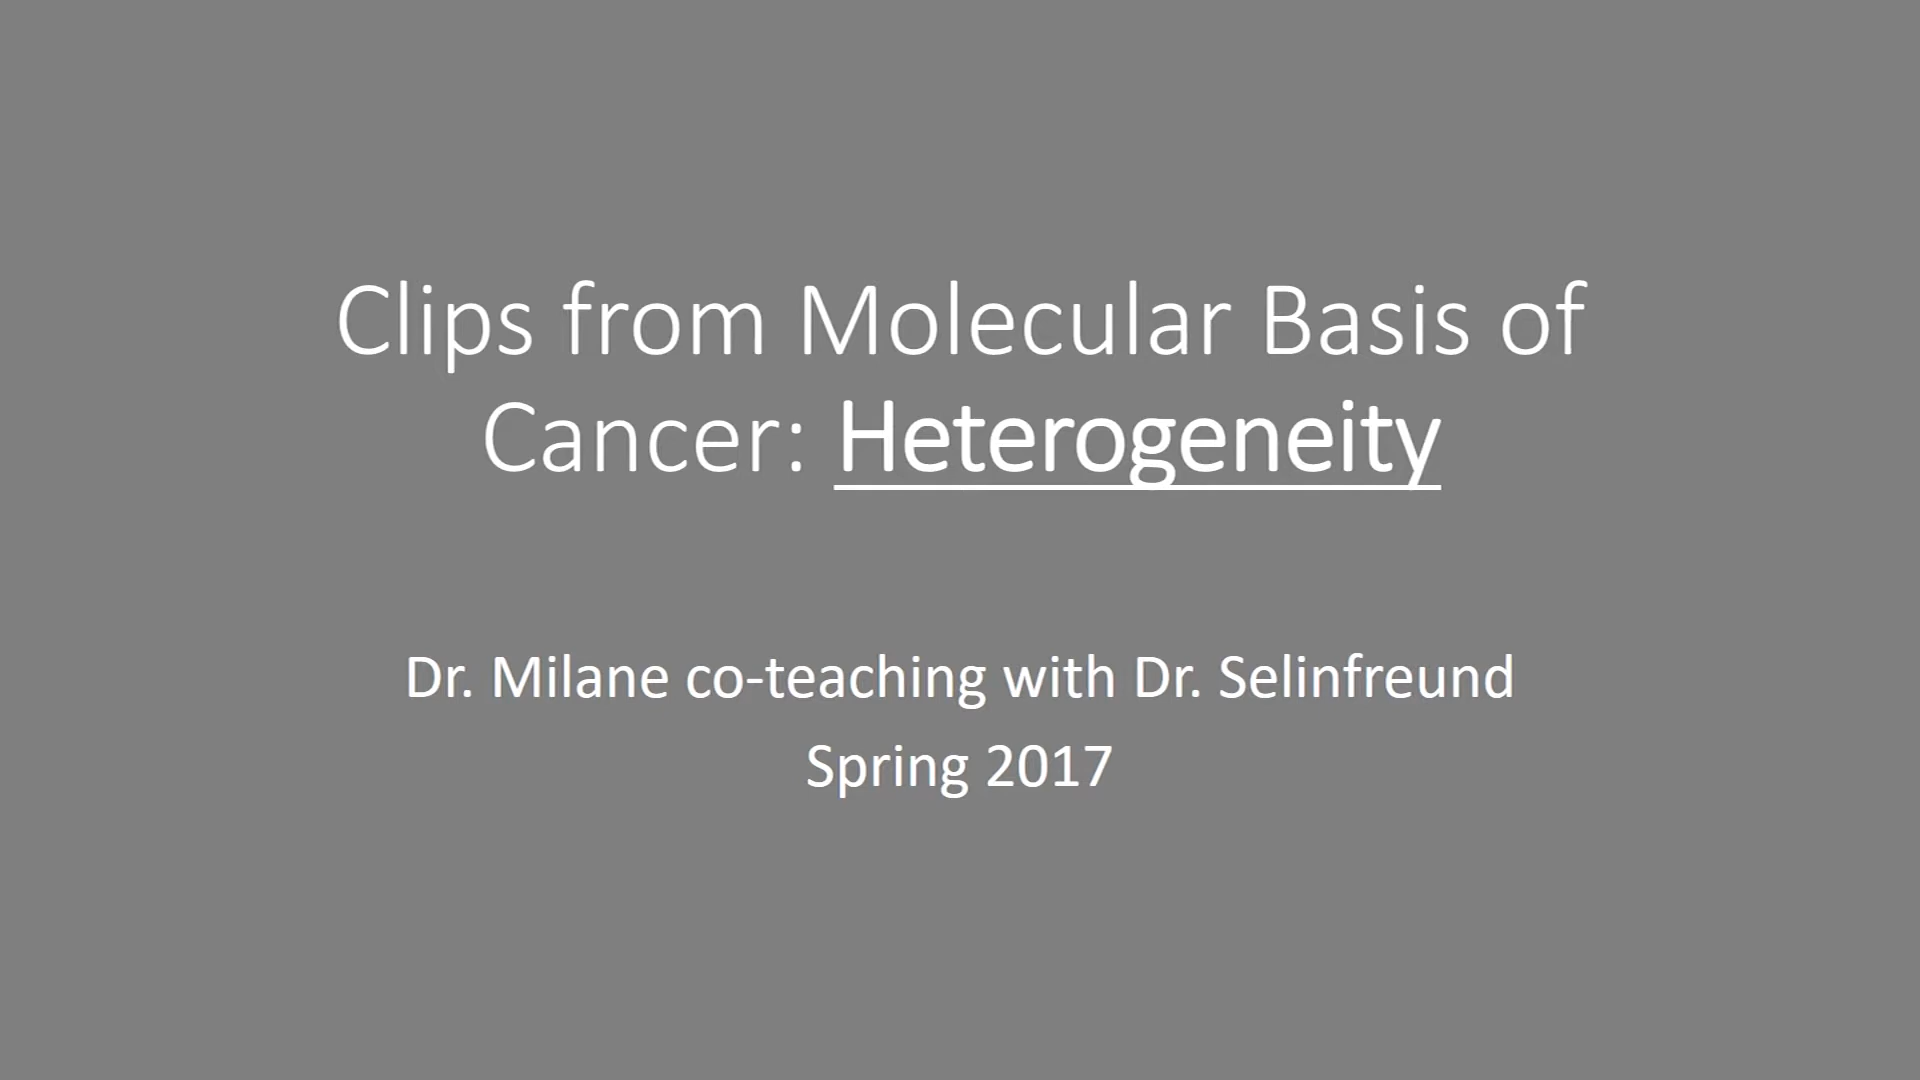 Clips from Molecular Basis of
Cancer: Heterogeneity
Dr. Milane co-teaching with Dr. Selinfreund
Spring 2017